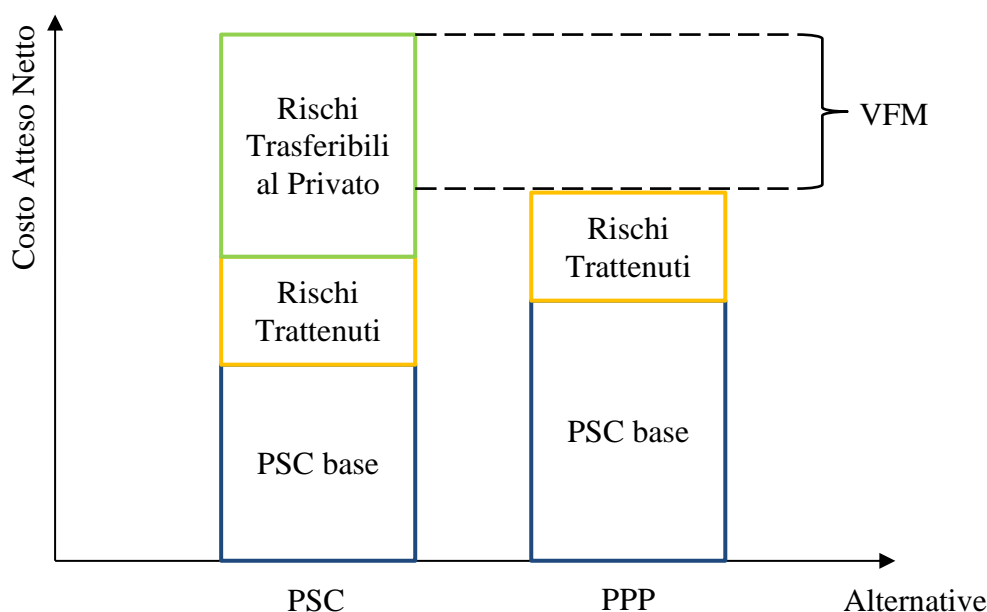 Costo Atteso Netto
Rischi
Trasferibili
al Privato
Rischi
Trattenuti
PSC base
Rischi
Trattenuti
PSC base
VFM
PSC
PPP
Alternative